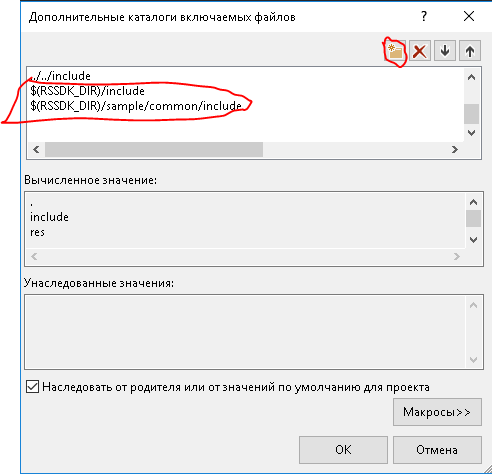 Дополнительные каталоги включаемых файлов
../../include
$(RSSDK_DIR)/include
$(RSSDK_DIR)/sample/common/include
Вычисленное значение:
.
include
res
Унаследованные значения:
Наследовать от родителя или от значений по умолчанию для проекта
Макросы>>
ОК
Отмена